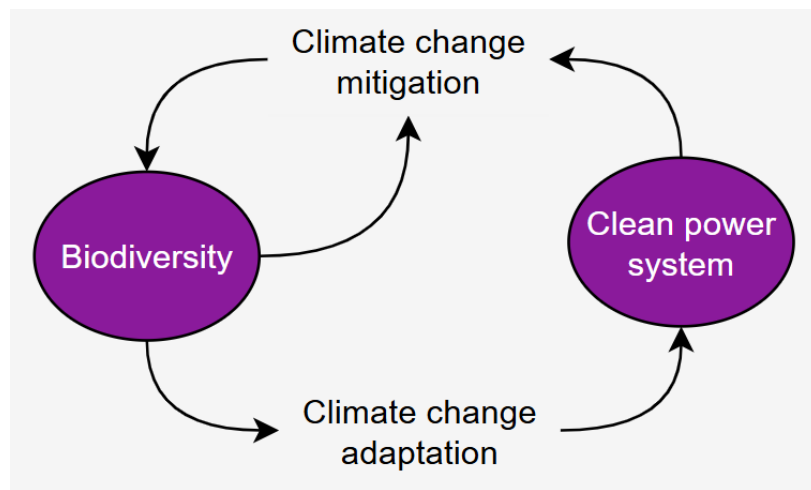 Climate change
mitigation
Biodiversity
Clean power
system
Climate change
adaptation